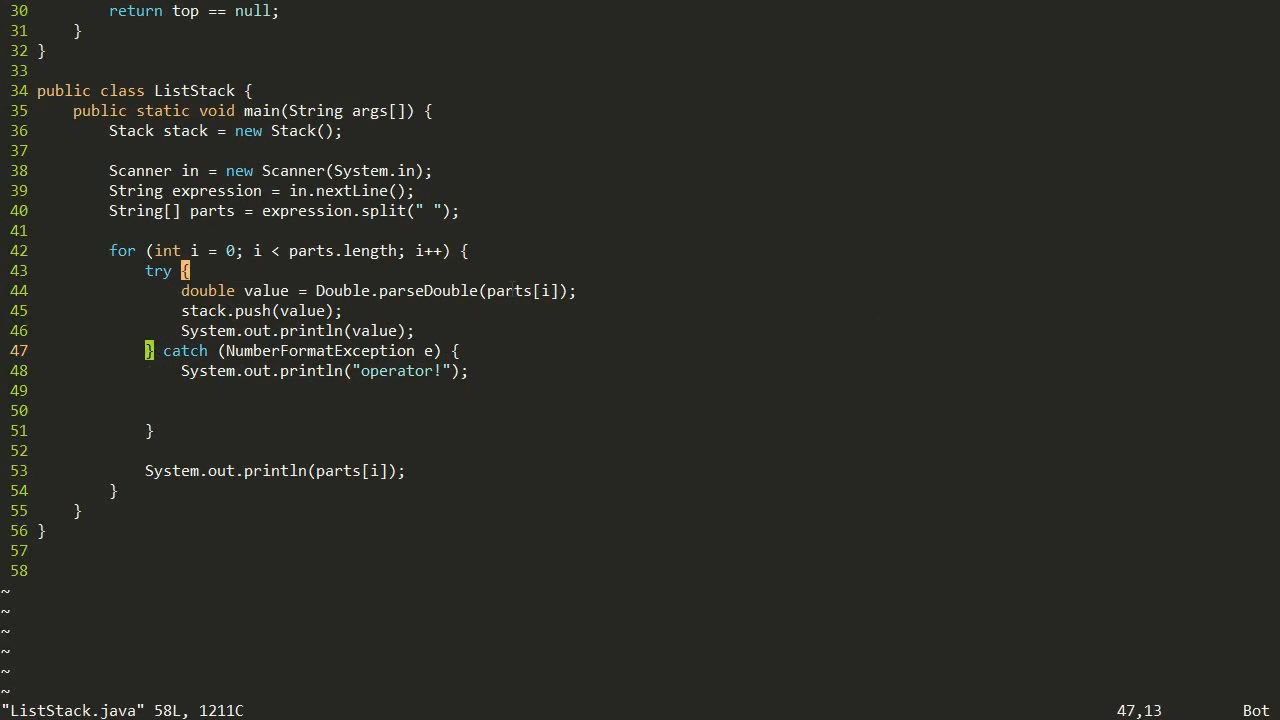 30         return top == null;
31     }
32 }
33
34 public class ListStack {
35     public static void main(String args[]) {
36         Stack stack = new Stack();
37
38         Scanner in = new Scanner(System.in);
39         String expression = in.nextLine();
40         String[] parts = expression.split(" ");
41
42         for (int i = 0; i < parts.length; i++) {
43             try {
44                 double value = Double.parseDouble(parts[i]);
45                 stack.push(value);
46                 System.out.println(value);
47             } catch (NumberFormatException e) {
48                 System.out.println("operator!");
49
50
51             }
52
53             System.out.println(parts[i]);
54         }
55     }
56 }
57
58
~
~
~
~
~
~
"ListStack.java" 58L, 1211C 47,13 Bot